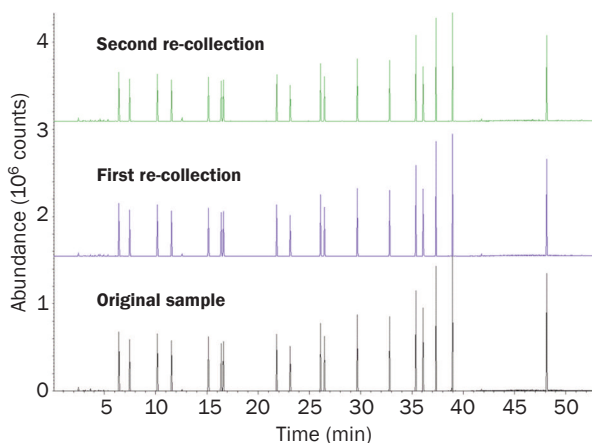 4
Second re-collection
3
First re-collection
2
1
Original sample
0
Abundance (10⁶ counts)
5 10 15 20 25 30 35 40 45 50
Time (min)